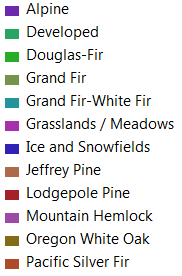 Alpine
Developed
Douglas-Fir
Grand Fir
Grand Fir-White Fir
Grasslands / Meadows
Ice and Snowfields
Jeffrey Pine
Lodgepole Pine
Mountain Hemlock
Oregon White Oak
Pacific Silver Fir